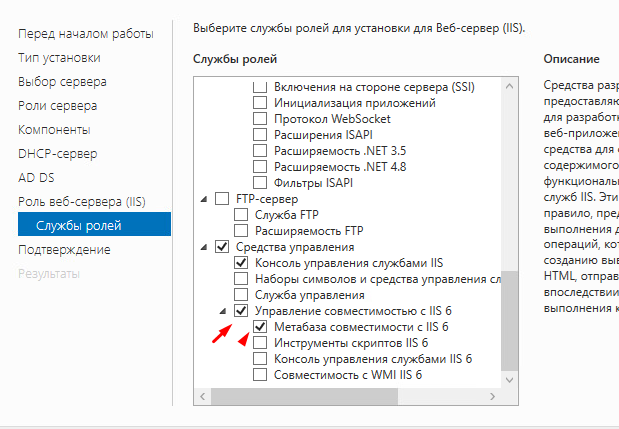 Перед началом работы
Тип установки
Выбор сервера
Роли сервера
Компоненты
DHCP-сервер
AD DS
Роль веб-сервера (IIS)
Службы ролей
Подтверждение
Результаты
Выберите службы ролей для установки для Веб-сервер (IIS).
Службы ролей
Включения на стороне сервера (SSI)
Инициализация приложений
Протокол WebSocket
Расширения ISAPI
Расширяемость .NET 3.5
Расширяемость .NET 4.8
Фильтры ISAPI
FTP-сервер
Служба FTP
Расширяемость FTP
Средства управления
Консоль управления службами IIS
Наборы символов и средства управления сл
Служба управления
Управление совместимостью с IIS 6
Метабаза совместимости с IIS 6
Инструменты скриптов IIS 6
Консоль управления службами IIS 6
Совместимость с WMI IIS 6
Описание
Средства разр
предоставляю
для разработк
веб-приложен
средства для с
содержимого
функциональ
служб IIS. Эти
правило, пред
выполнения д
операций, кот
созданию выв
HTML, отправ
впоследстви
выполнения к